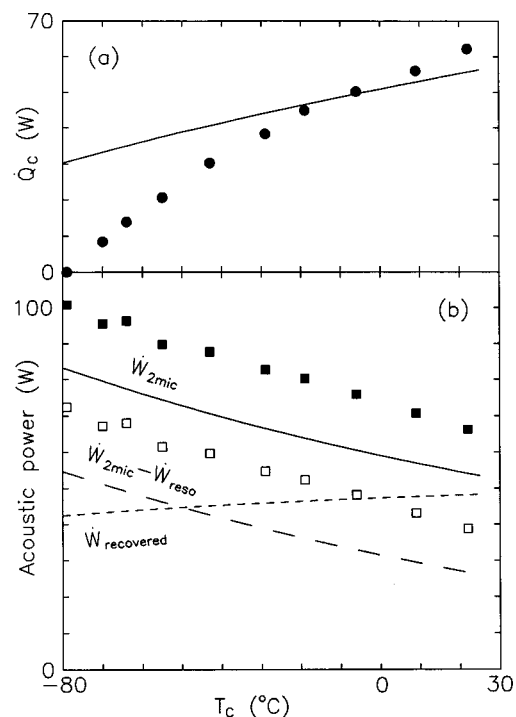 70
(a)
Q̇c (W)
0
100
(b)
Ẇ2mic
Ẇ2mic—Ẇreso
Ẇrecovered
Acoustic power (W)
0
−80
0
30
Tc (°C)